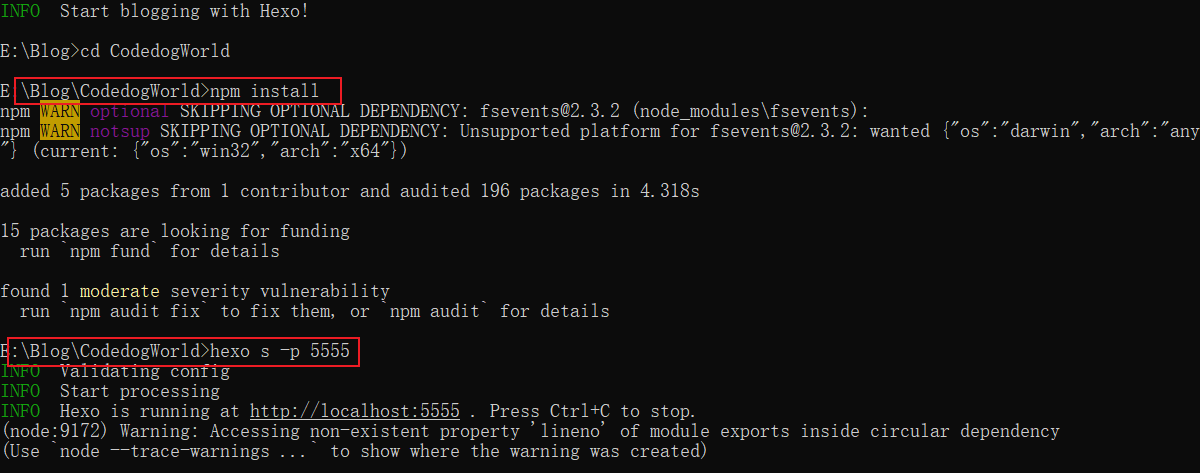 INFO  Start blogging with Hexo!
E:\Blog>cd CodedogWorld
E:\Blog\CodedogWorld>npm install
npm WARN optional SKIPPING OPTIONAL DEPENDENCY: fsevents@2.3.2 (node_modules\fsevents):
npm WARN notsup SKIPPING OPTIONAL DEPENDENCY: Unsupported platform for fsevents@2.3.2: wanted {"os":"darwin","arch":"any
"} (current: {"os":"win32","arch":"x64"})
added 5 packages from 1 contributor and audited 196 packages in 4.318s
15 packages are looking for funding
  run `npm fund` for details
found 1 moderate severity vulnerability
  run `npm audit fix` to fix them, or `npm audit` for details
E:\Blog\CodedogWorld>hexo s -p 5555
INFO  Validating config
INFO  Start processing
INFO  Hexo is running at http://localhost:5555 . Press Ctrl+C to stop.
(node:9172) Warning: Accessing non-existent property 'lineno' of module exports inside circular dependency
(Use `node --trace-warnings ...` to show where the warning was created)